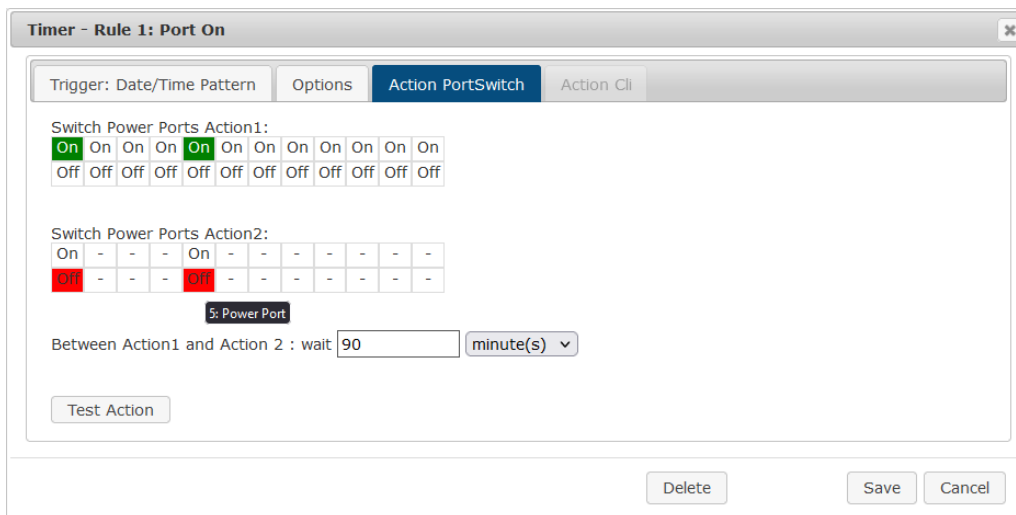 Timer - Rule 1: Port On
Trigger: Date/Time Pattern Options Action PortSwitch Action Cli
Switch Power Ports Action1:
On On On On On On On On On On On On
Off Off Off Off Off Off Off Off Off Off Off Off
Switch Power Ports Action2:
On - - - On - - - - - - -
Off - - - Off - - - - - - -
5: Power Port
Between Action1 and Action 2 : wait 90 minute(s)
Test Action
Delete Save Cancel